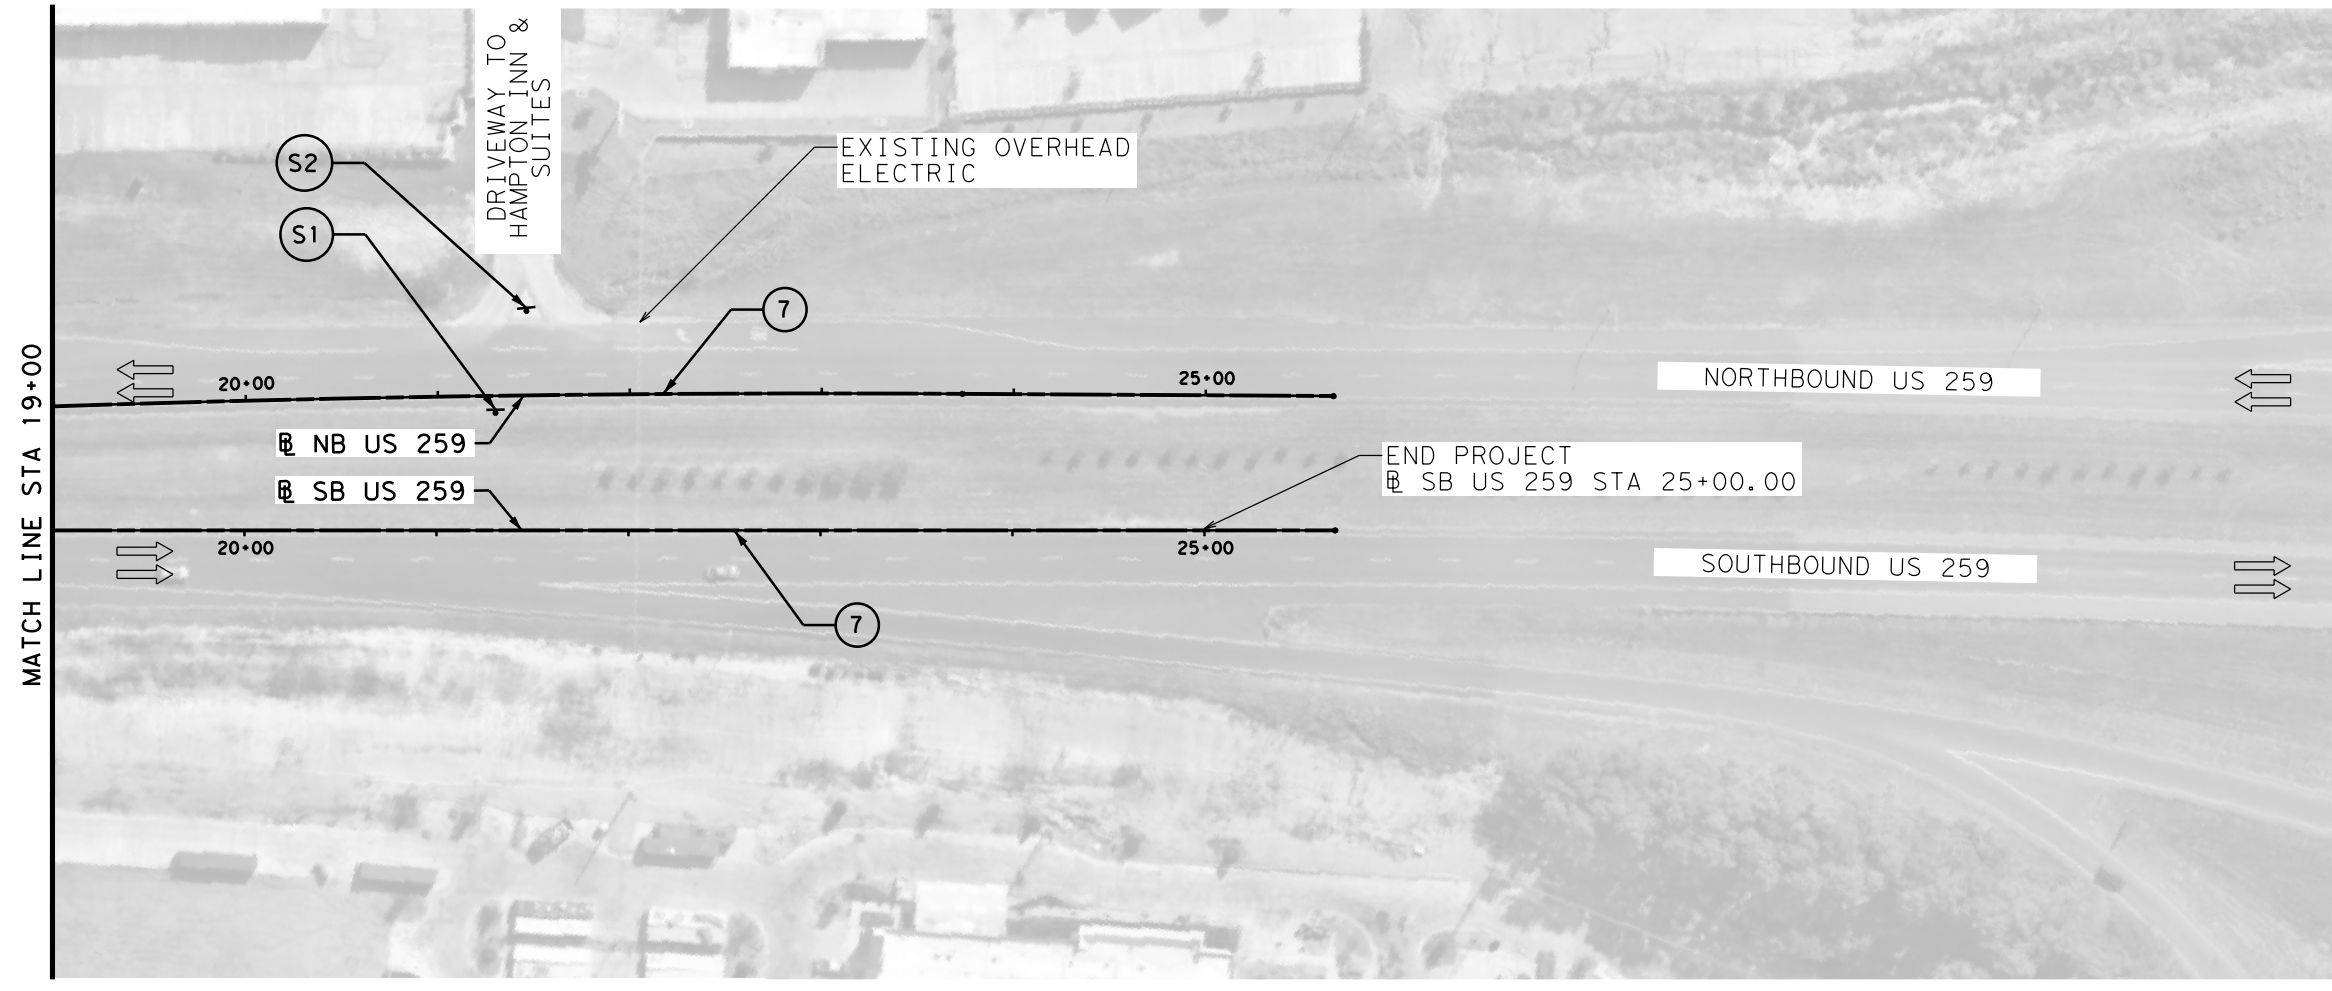 DRIVEWAY TO
HAMPTON INN &
SUITES
S2
EXISTING OVERHEAD
ELECTRIC
S1
7
MATCH LINE STA 19+00
20+00
25+00
NORTHBOUND US 259
℄ NB US 259
END PROJECT
℄ SB US 259 STA 25+00.00
℄ SB US 259
20+00
25+00
SOUTHBOUND US 259
7